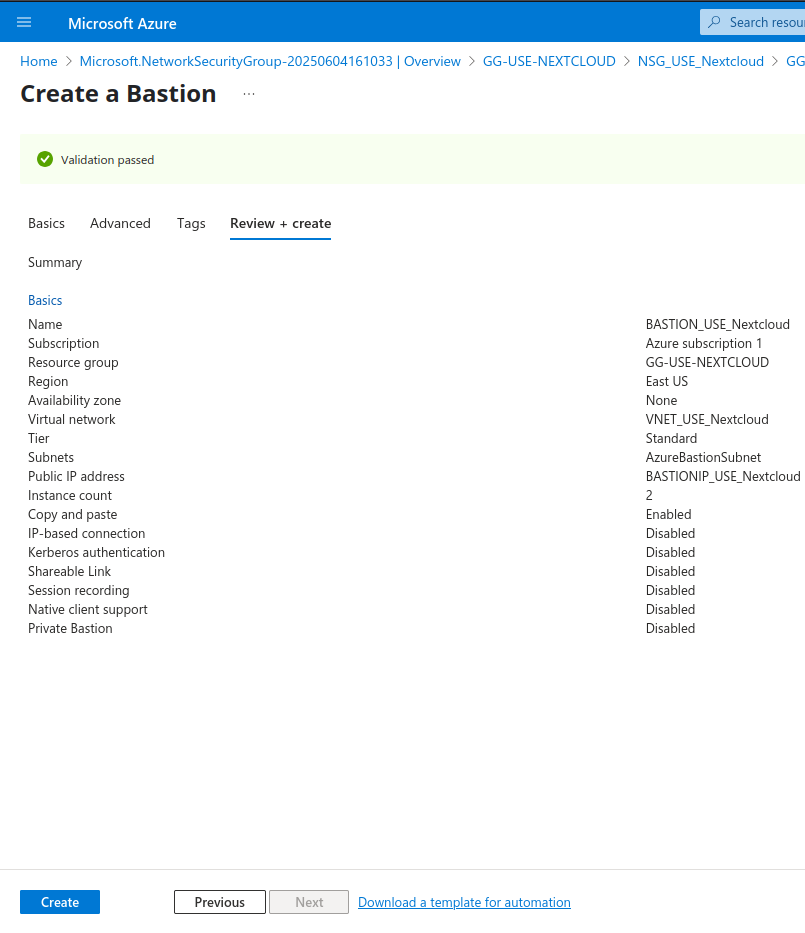 Microsoft Azure
Search resou
Home > Microsoft.NetworkSecurityGroup-20250604161033 | Overview > GG-USE-NEXTCLOUD > NSG_USE_Nextcloud > GG
Create a Bastion ...
Validation passed
Basics Advanced Tags Review + create
Summary
Basics
Name BASTION_USE_Nextcloud
Subscription Azure subscription 1
Resource group GG-USE-NEXTCLOUD
Region East US
Availability zone None
Virtual network VNET_USE_Nextcloud
Tier Standard
Subnets AzureBastionSubnet
Public IP address BASTIONIP_USE_Nextcloud
Instance count 2
Copy and paste Enabled
IP-based connection Disabled
Kerberos authentication Disabled
Shareable Link Disabled
Session recording Disabled
Native client support Disabled
Private Bastion Disabled
Create Previous Next Download a template for automation